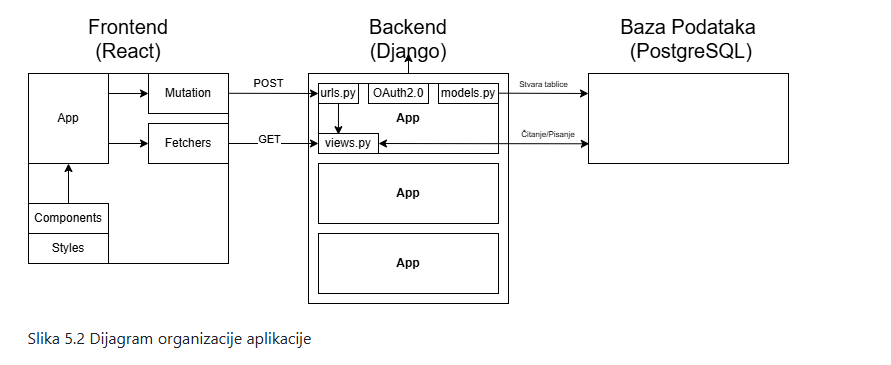 Frontend
(React)
Backend
(Django)
Baza Podataka
(PostgreSQL)
App
Mutation
Fetchers
Components
Styles
POST
GET
urls.py
OAuth2.0
models.py
App
views.py
App
App
Stvara tablice
Čitanje/Pisanje
Slika 5.2 Dijagram organizacije aplikacije